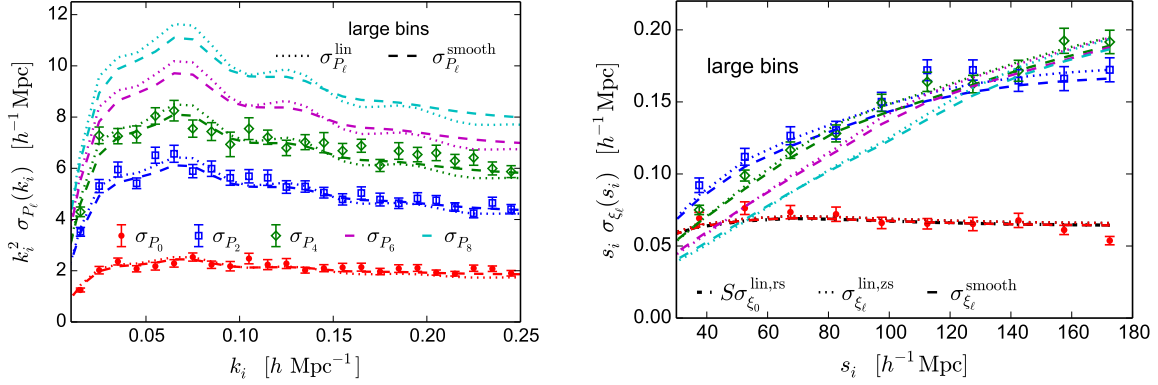 large bins
σ_{P_ℓ}^{lin} σ_{P_ℓ}^{smooth}
k_i^2 σ_{P_ℓ}(k_i) [h^{-1} Mpc]
12
10
8
6
4
2
0
σ_{P_0} σ_{P_2} σ_{P_4} σ_{P_6} σ_{P_8}
0.05 0.10 0.15 0.20 0.25
k_i [h Mpc^{-1}]
large bins
s_i σ_{ξ_ℓ}(s_i) [h^{-1} Mpc]
0.20
0.15
0.10
0.05
0.00
Sσ_{ξ_0}^{lin,rs} σ_{ξ_ℓ}^{lin,zs} σ_{ξ_ℓ}^{smooth}
40 60 80 100 120 140 160 180
s_i [h^{-1} Mpc]